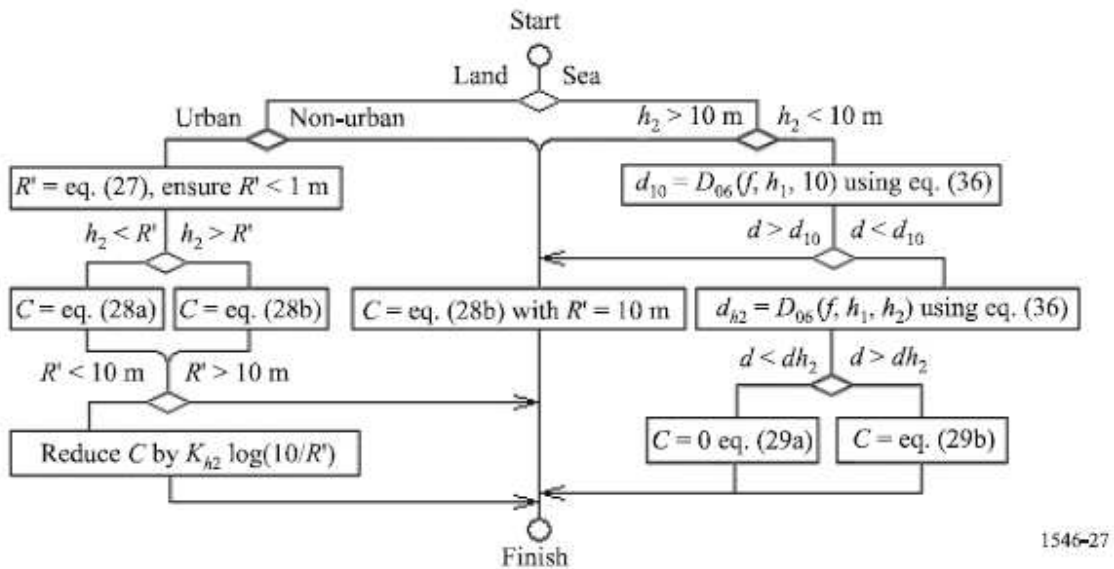 Start
Land Sea
Urban Non-urban h₂ > 10 m h₂ < 10 m
R' = eq. (27), ensure R' < 1 m
d₁₀ = D₀₆(f, h₁, 10) using eq. (36)
h₂ < R' h₂ > R'
d > d₁₀ d < d₁₀
C = eq. (28a) C = eq. (28b) C = eq. (28b) with R' = 10 m d_h2 = D₀₆(f, h₁, h₂) using eq. (36)
R' < 10 m R' > 10 m
d < dh₂ d > dh₂
Reduce C by K_h2 log(10/R')
C = 0 eq. (29a) C = eq. (29b)
Finish
1546-27